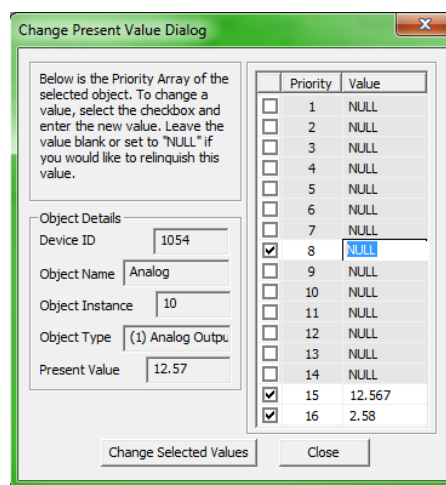 Change Present Value Dialog
x
Below is the Priority Array of the
selected object. To change a
value, select the checkbox and
enter the new value. Leave the
value blank or set to "NULL" if
you would like to relinquish this
value.
Object Details
Device ID 1054
Object Name Analog
Object Instance 10
Object Type (1) Analog Outpu
Present Value 12.57
Priority Value
1 NULL
2 NULL
3 NULL
4 NULL
5 NULL
6 NULL
7 NULL
8 NULL
9 NULL
10 NULL
11 NULL
12 NULL
13 NULL
14 NULL
15 12.567
16 2.58
Change Selected Values
Close